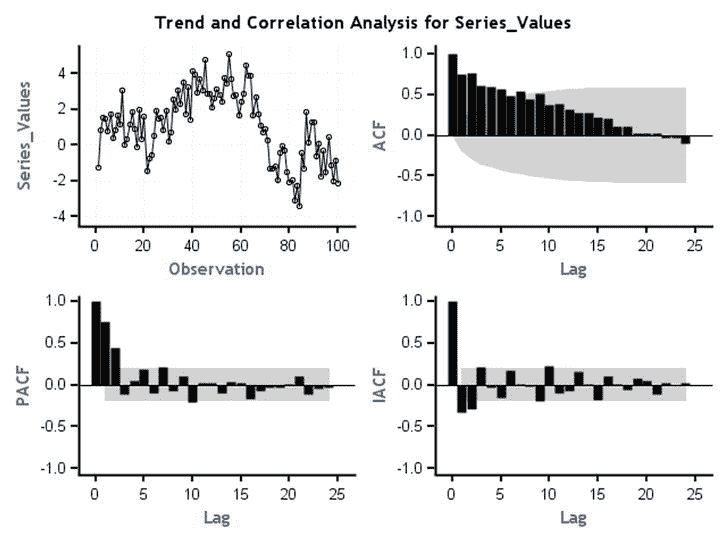 Trend and Correlation Analysis for Series_Values
Series_Values
4
2
0
-2
-4
0 20 40 60 80 100
Observation
ACF
1.0
0.5
0.0
-0.5
-1.0
0 5 10 15 20 25
Lag
PACF
1.0
0.5
0.0
-0.5
-1.0
0 5 10 15 20 25
Lag
IACF
1.0
0.5
0.0
-0.5
-1.0
0 5 10 15 20 25
Lag